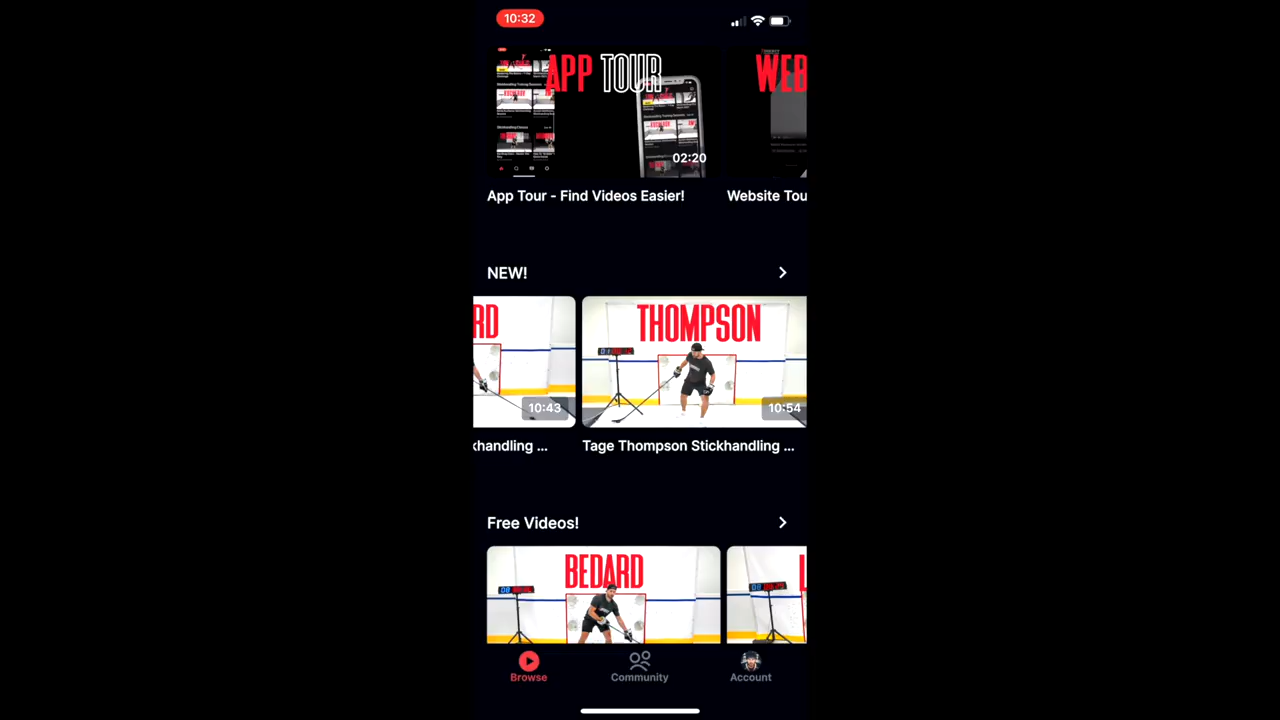 10:32
APP TOUR
WEB
02:20
App Tour - Find Videos Easier!
Website Tou
NEW!
RD
THOMPSON
10:43
10:54
khandling ...
Tage Thompson Stickhandling ...
Free Videos!
BEDARD
Browse
Community
Account